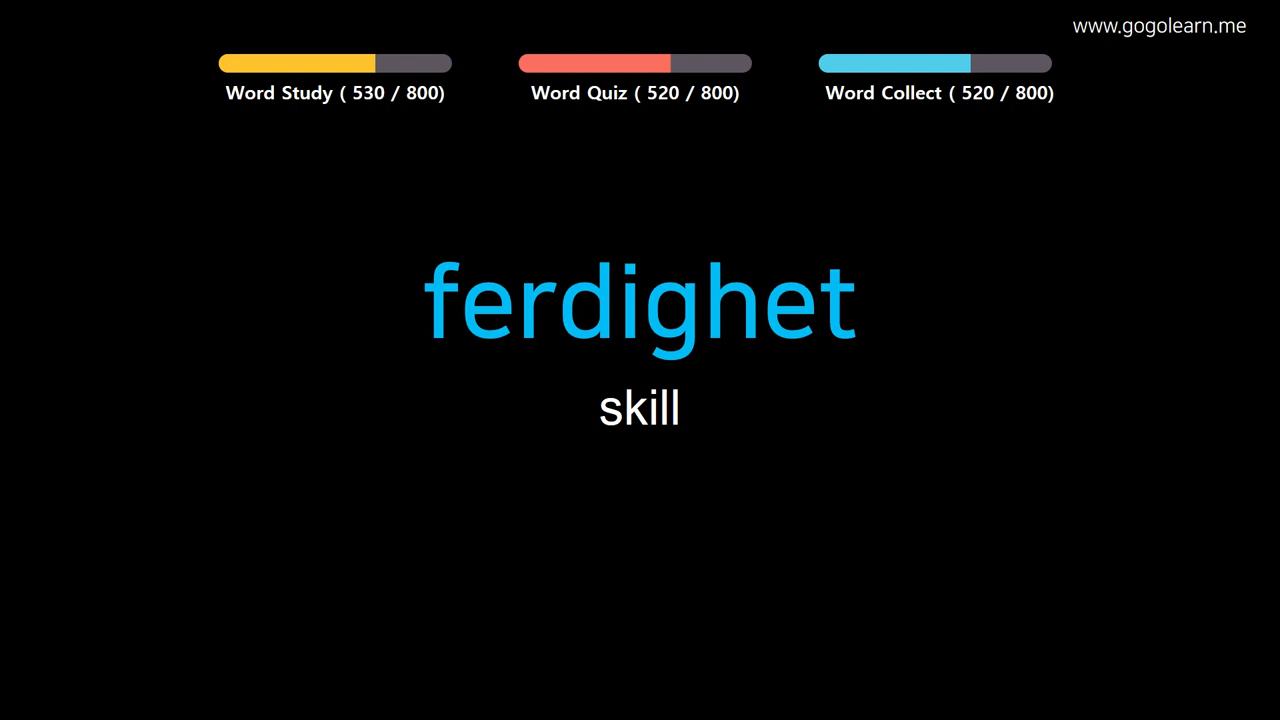 www.gogolearn.me
Word Study ( 530 / 800)
Word Quiz ( 520 / 800)
Word Collect ( 520 / 800)
ferdighet
skill